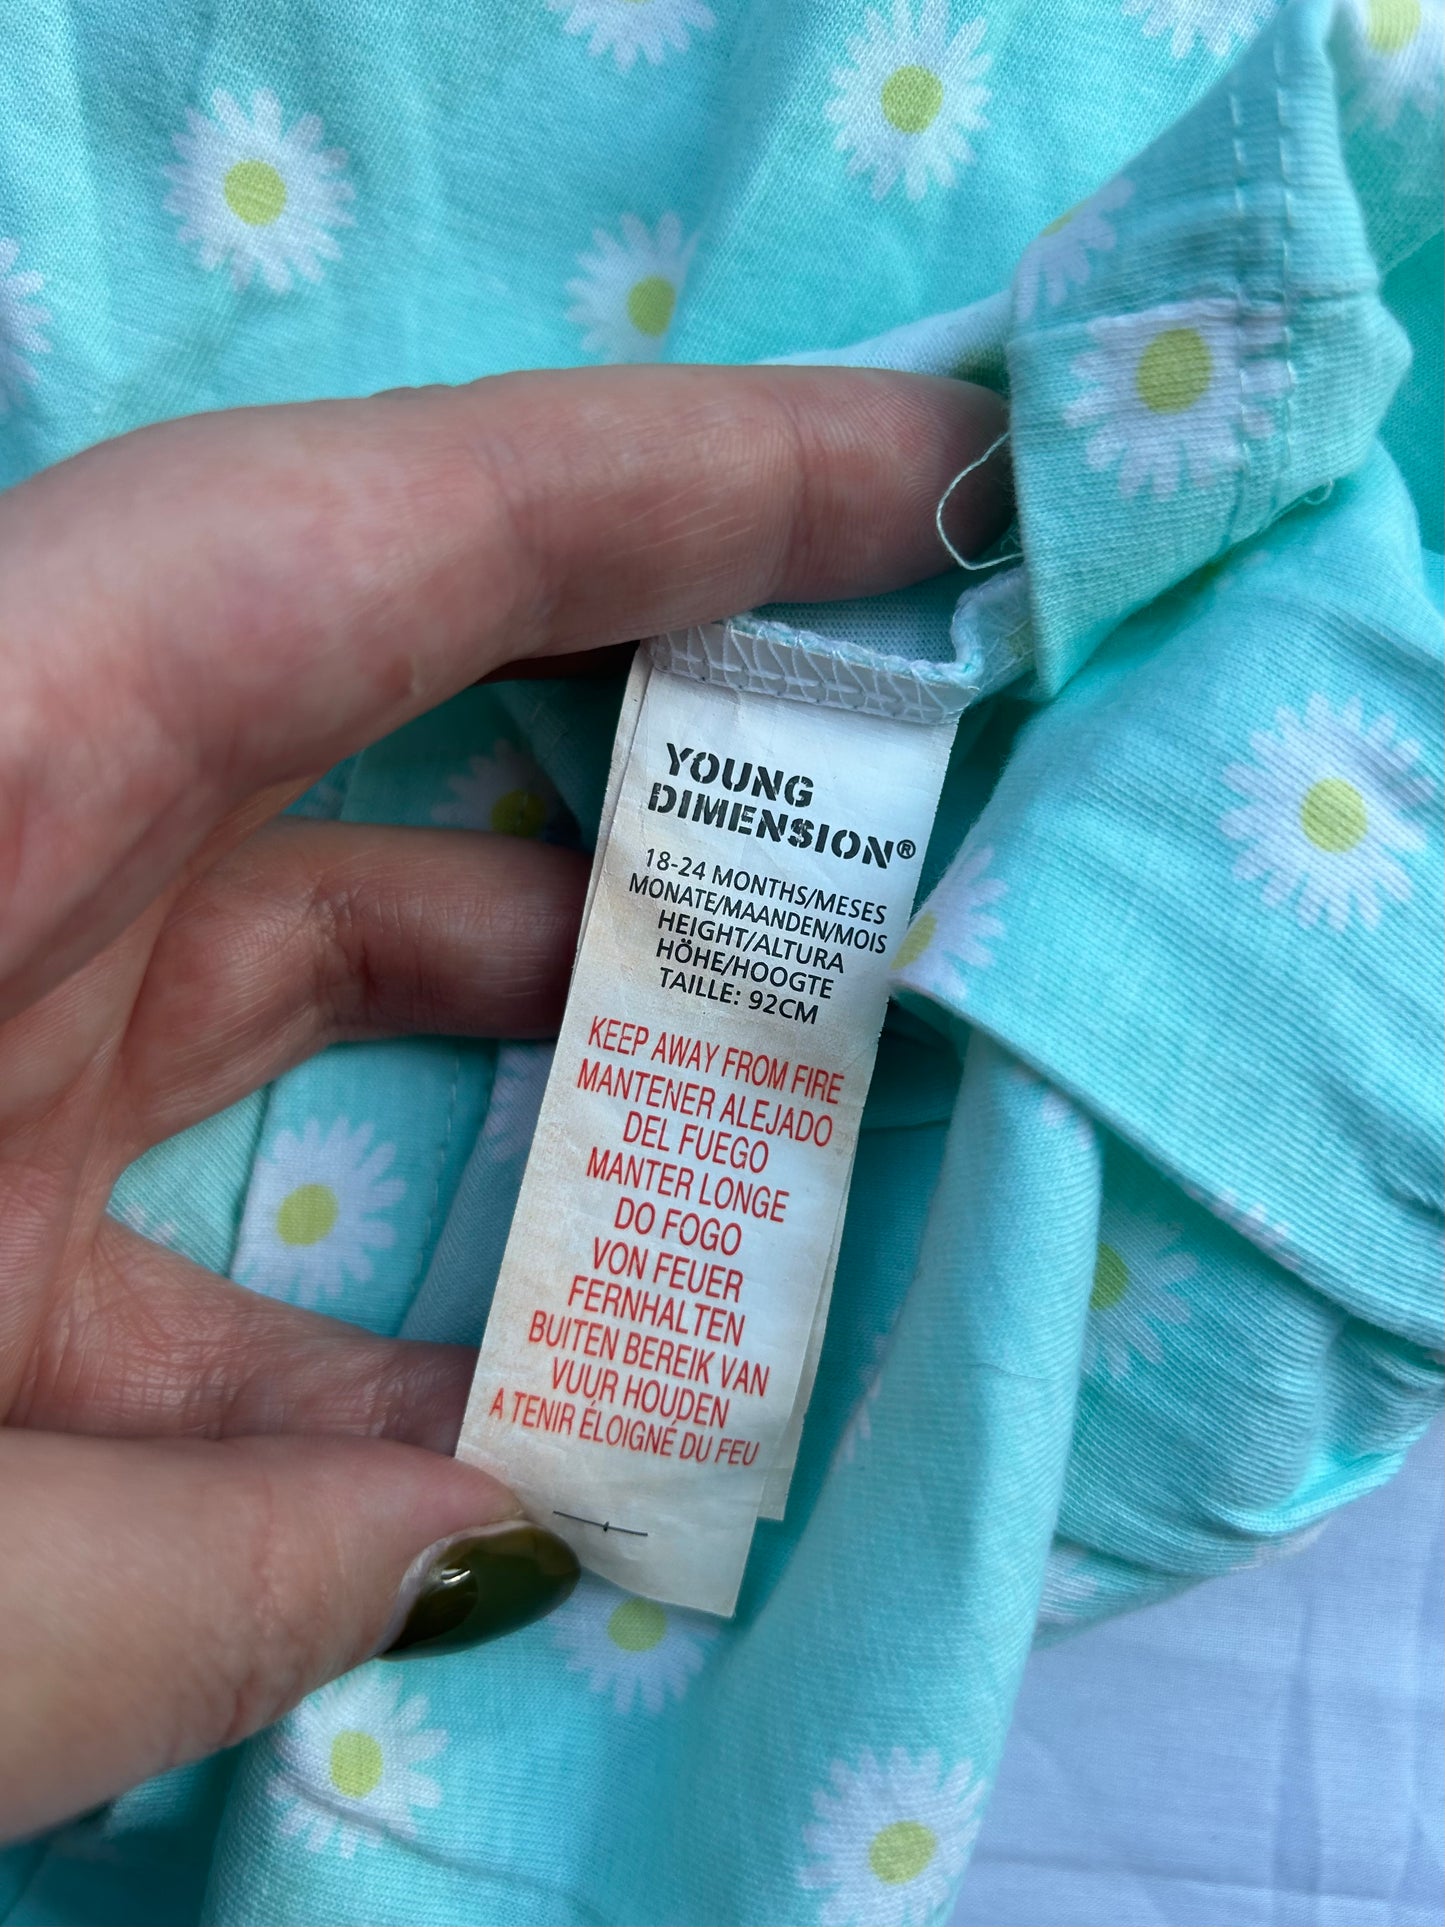 YOUNG
DIMENSION®
18-24 MONTHS/MESES
MONATE/MAANDEN/MOIS
HEIGHT/ALTURA
HÖHE/HOOGTE
TAILLE: 92CM
KEEP AWAY FROM FIRE
MANTENER ALEJADO
DEL FUEGO
MANTER LONGE
DO FOGO
VON FEUER
FERNHALTEN
BUITEN BEREIK VAN
VUUR HOUDEN
A TENIR ÉLOIGNÉ DU FEU